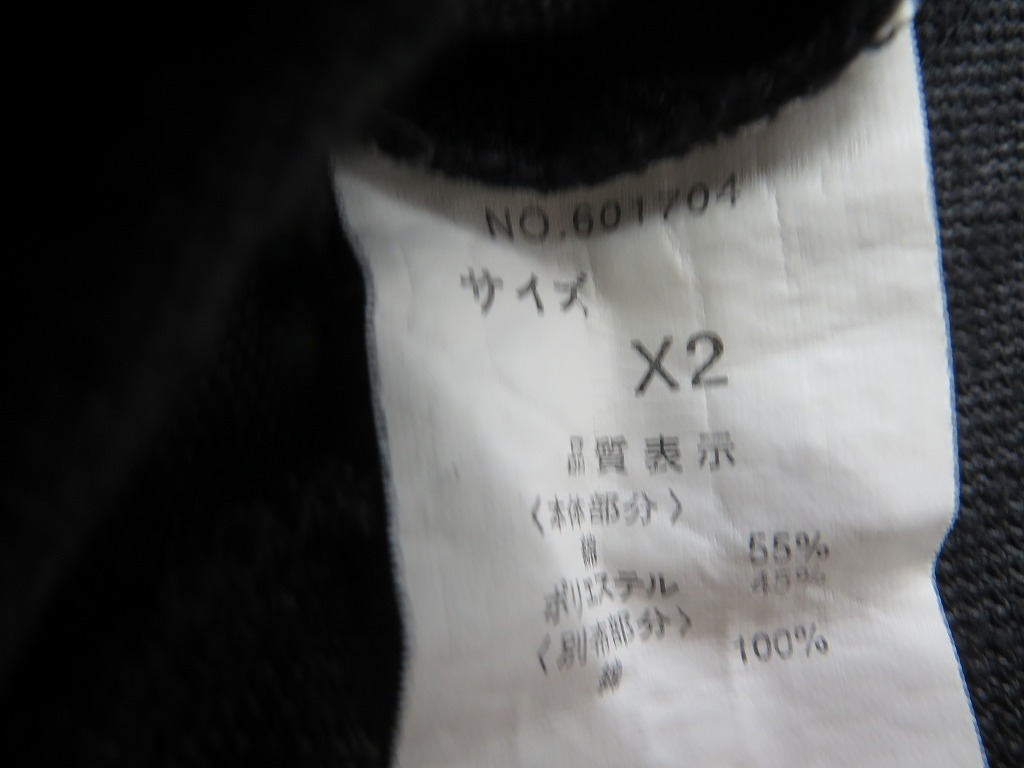 NO.601704
サイズ
X2
品質表示
〈本体部分〉
綿 55%
ポリエステル 45%
〈別布部分〉
綿 100%